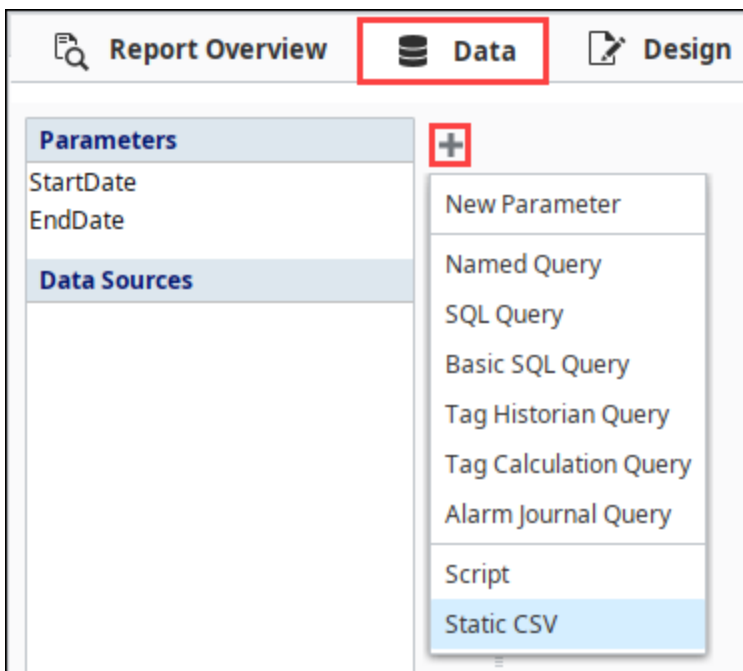 Report Overview Data Design
Parameters
StartDate
EndDate
Data Sources
New Parameter
Named Query
SQL Query
Basic SQL Query
Tag Historian Query
Tag Calculation Query
Alarm Journal Query
Script
Static CSV